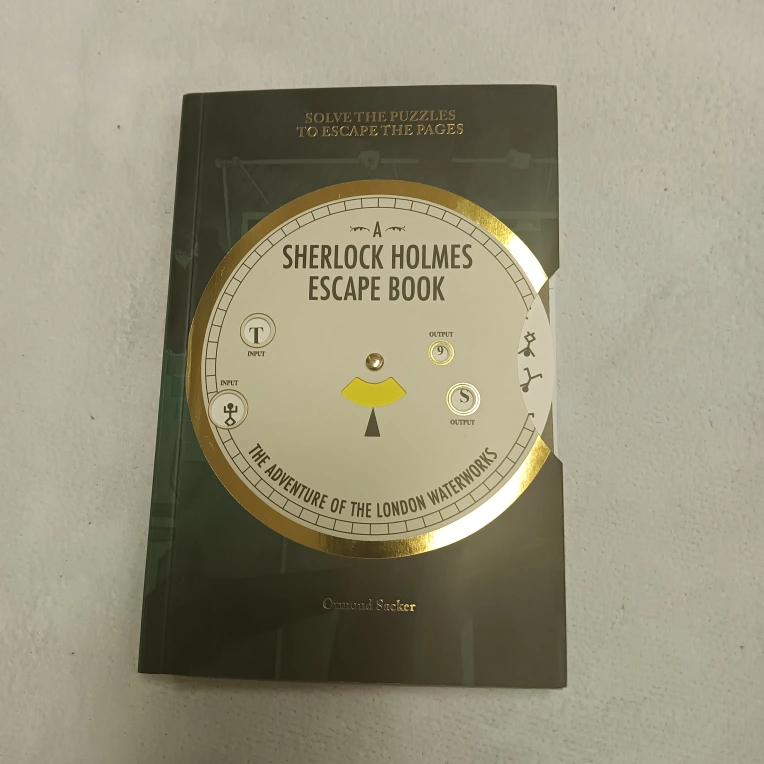 SOLVE THE PUZZLES
TO ESCAPE THE PAGES
A
SHERLOCK HOLMES
ESCAPE BOOK
T
INPUT
OUTPUT
9
INPUT
S
OUTPUT
THE ADVENTURE OF THE LONDON WATERWORKS
Ormond Sacker